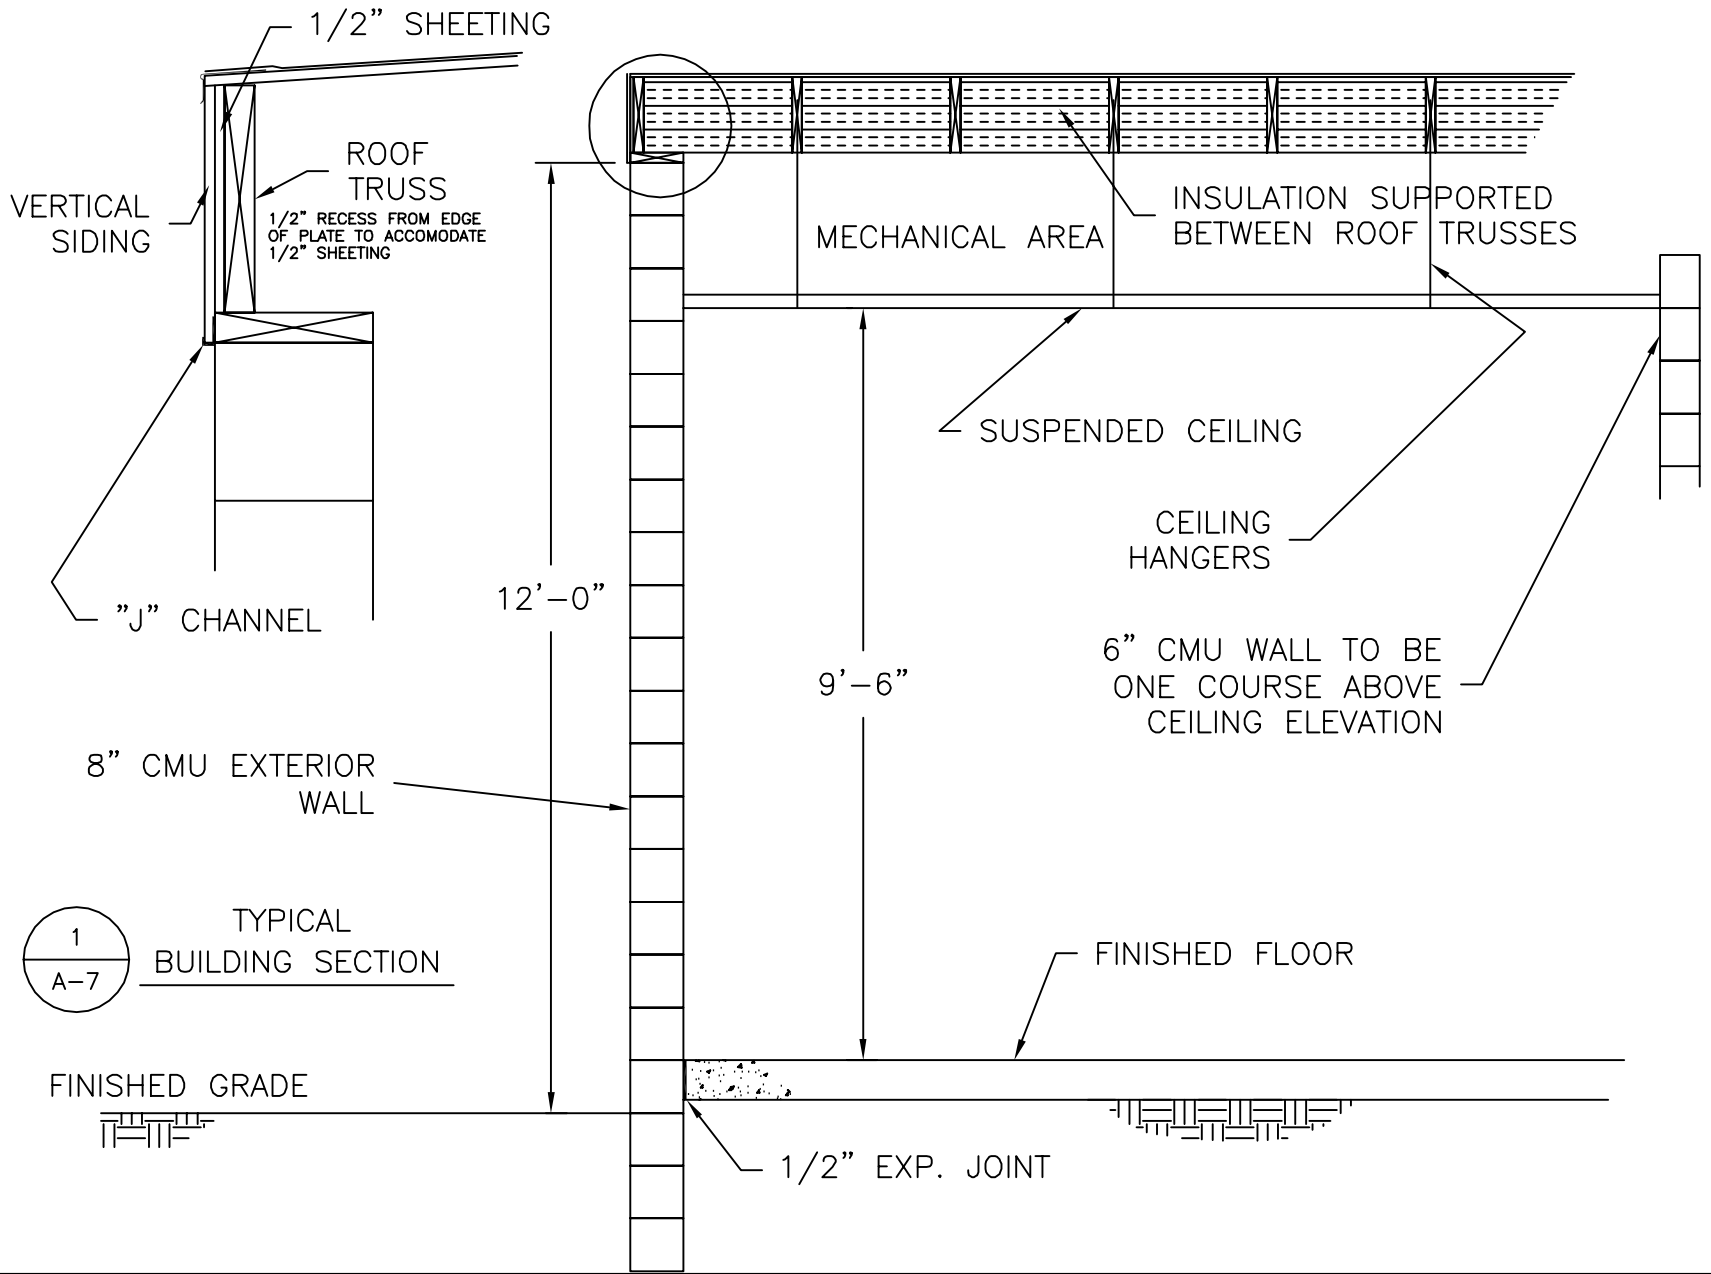 1/2” SHEETING
ROOF
TRUSS
1/2” RECESS FROM EDGE
OF PLATE TO ACCOMODATE
1/2” SHEETING
VERTICAL
SIDING
”J” CHANNEL
INSULATION SUPPORTED
BETWEEN ROOF TRUSSES
MECHANICAL AREA
SUSPENDED CEILING
CEILING
HANGERS
12’-0”
9’-6”
6” CMU WALL TO BE
ONE COURSE ABOVE
CEILING ELEVATION
8” CMU EXTERIOR
WALL
1
A-7
TYPICAL
BUILDING SECTION
FINISHED FLOOR
FINISHED GRADE
1/2” EXP. JOINT